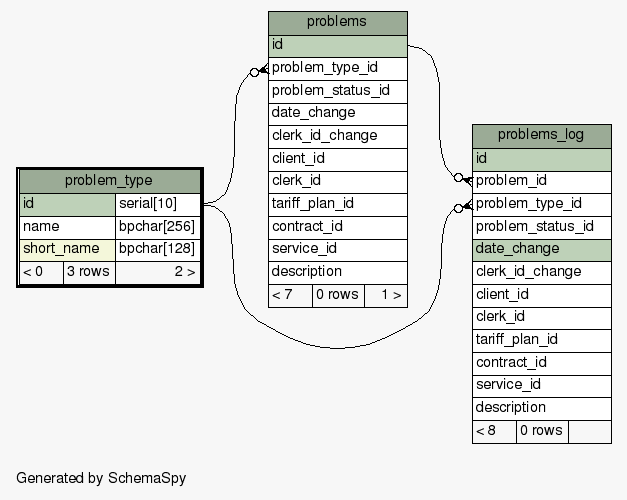 problems
id
problem_type_id
problem_status_id
date_change
clerk_id_change
client_id
clerk_id
tariff_plan_id
contract_id
service_id
description
< 7 0 rows 1 >
problem_type
id serial[10]
name bpchar[256]
short_name bpchar[128]
< 0 3 rows 2 >
problems_log
id
problem_id
problem_type_id
problem_status_id
date_change
clerk_id_change
client_id
clerk_id
tariff_plan_id
contract_id
service_id
description
< 8 0 rows
Generated by SchemaSpy